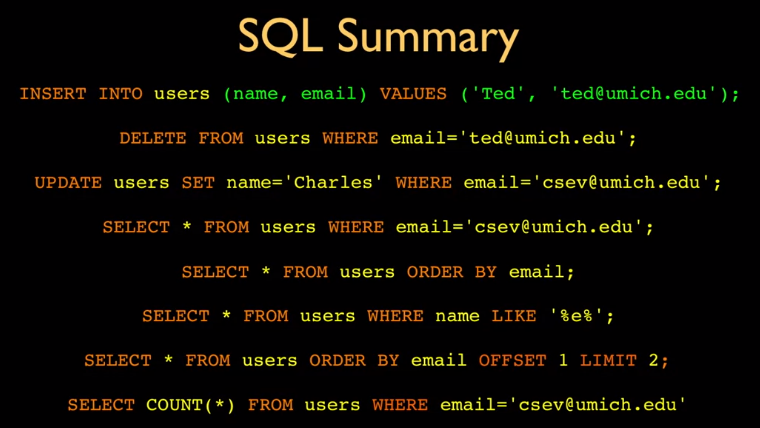 SQL Summary
INSERT INTO users (name, email) VALUES ('Ted', 'ted@umich.edu');
DELETE FROM users WHERE email='ted@umich.edu';
UPDATE users SET name='Charles' WHERE email='csev@umich.edu';
SELECT * FROM users WHERE email='csev@umich.edu';
SELECT * FROM users ORDER BY email;
SELECT * FROM users WHERE name LIKE '%e%';
SELECT * FROM users ORDER BY email OFFSET 1 LIMIT 2;
SELECT COUNT(*) FROM users WHERE email='csev@umich.edu'